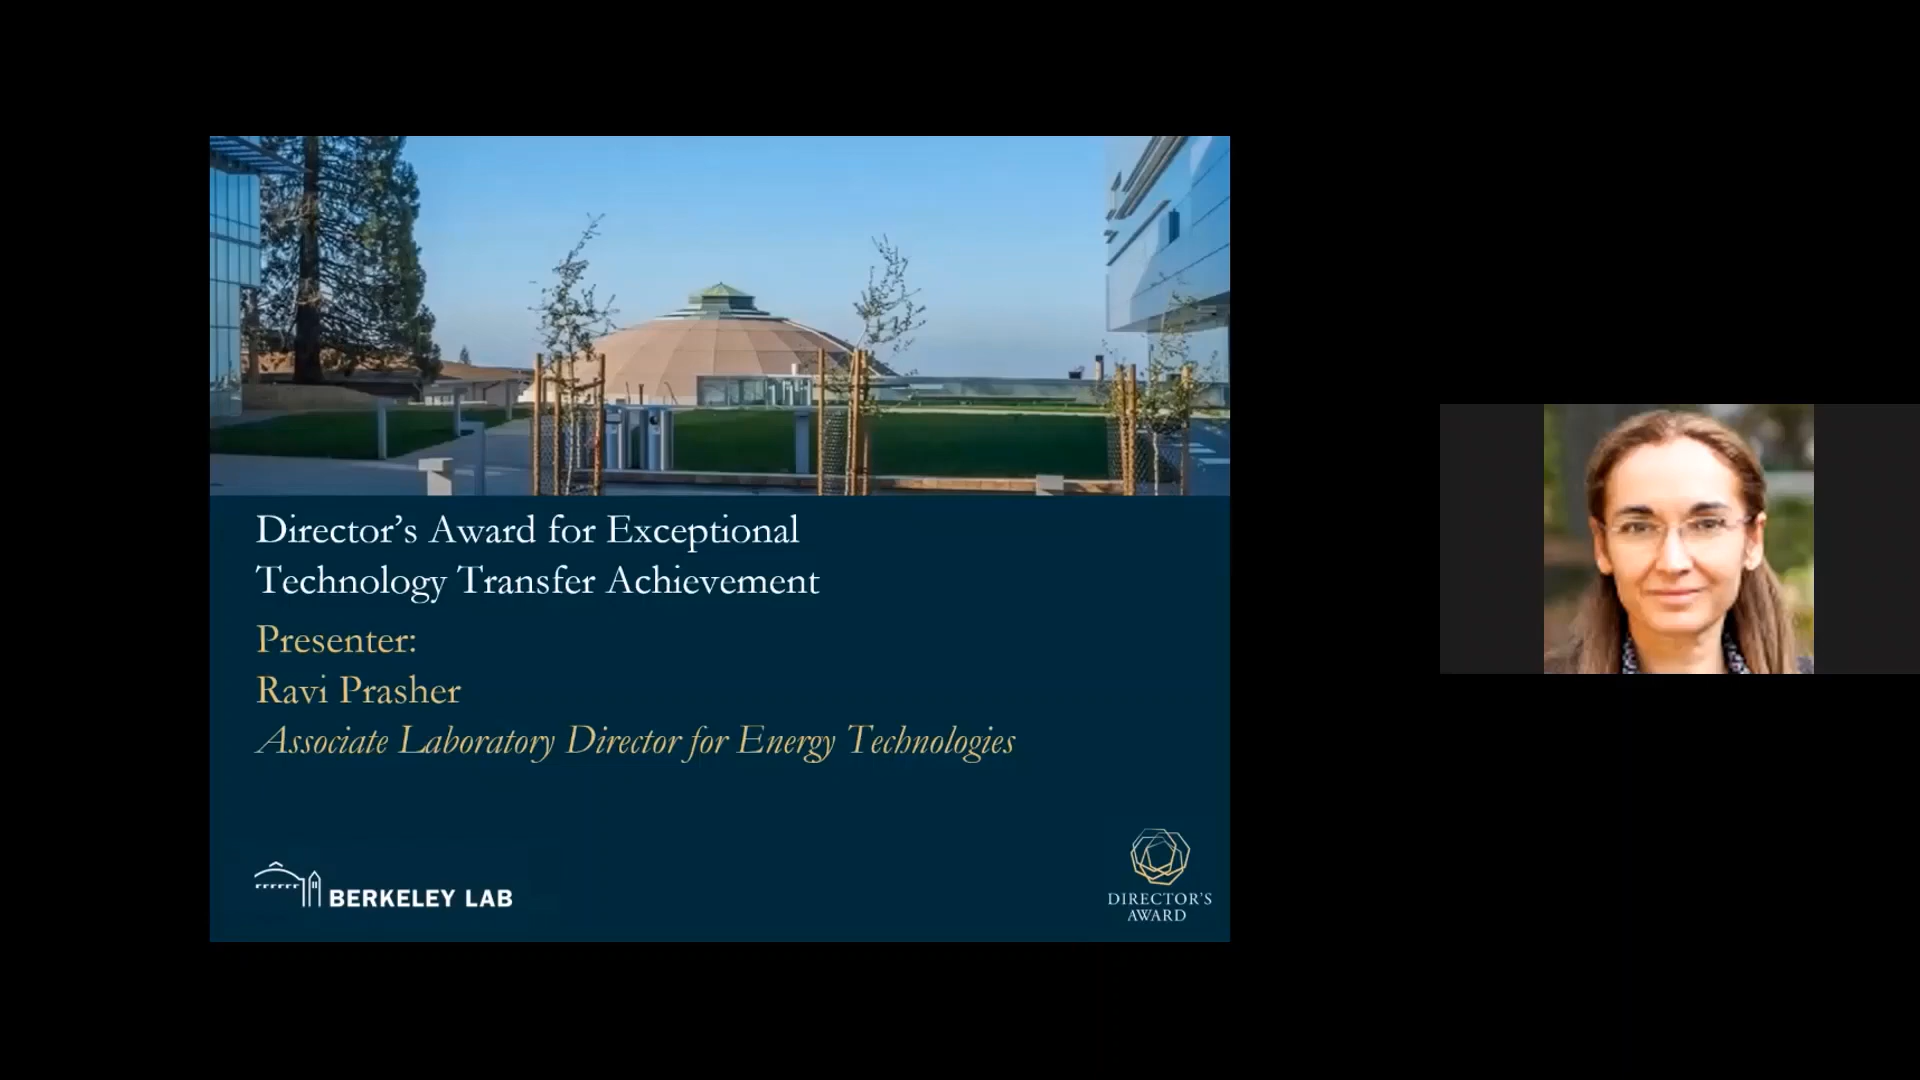 Director's Award for Exceptional
Technology Transfer Achievement
Presenter:
Ravi Prasher
Associate Laboratory Director for Energy Technologies
BERKELEY LAB
DIRECTOR'S
AWARD